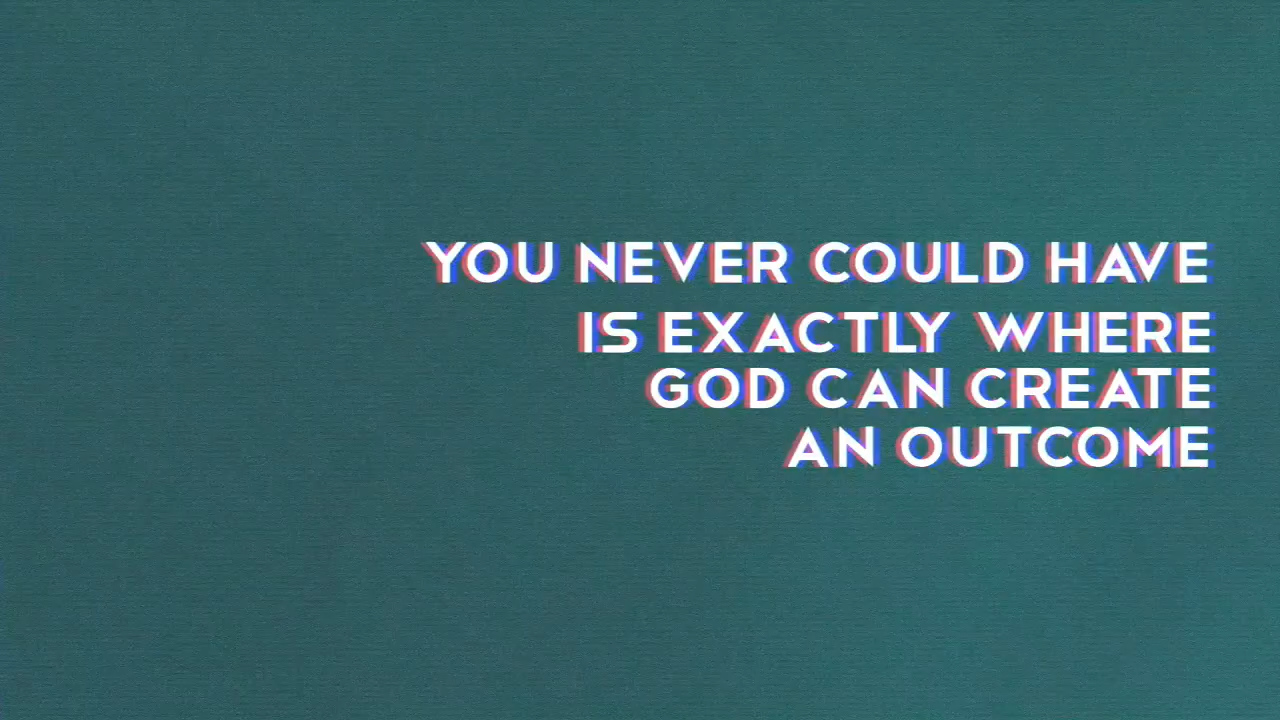 YOU NEVER COULD HAVE
IS EXACTLY WHERE
GOD CAN CREATE
AN OUTCOME